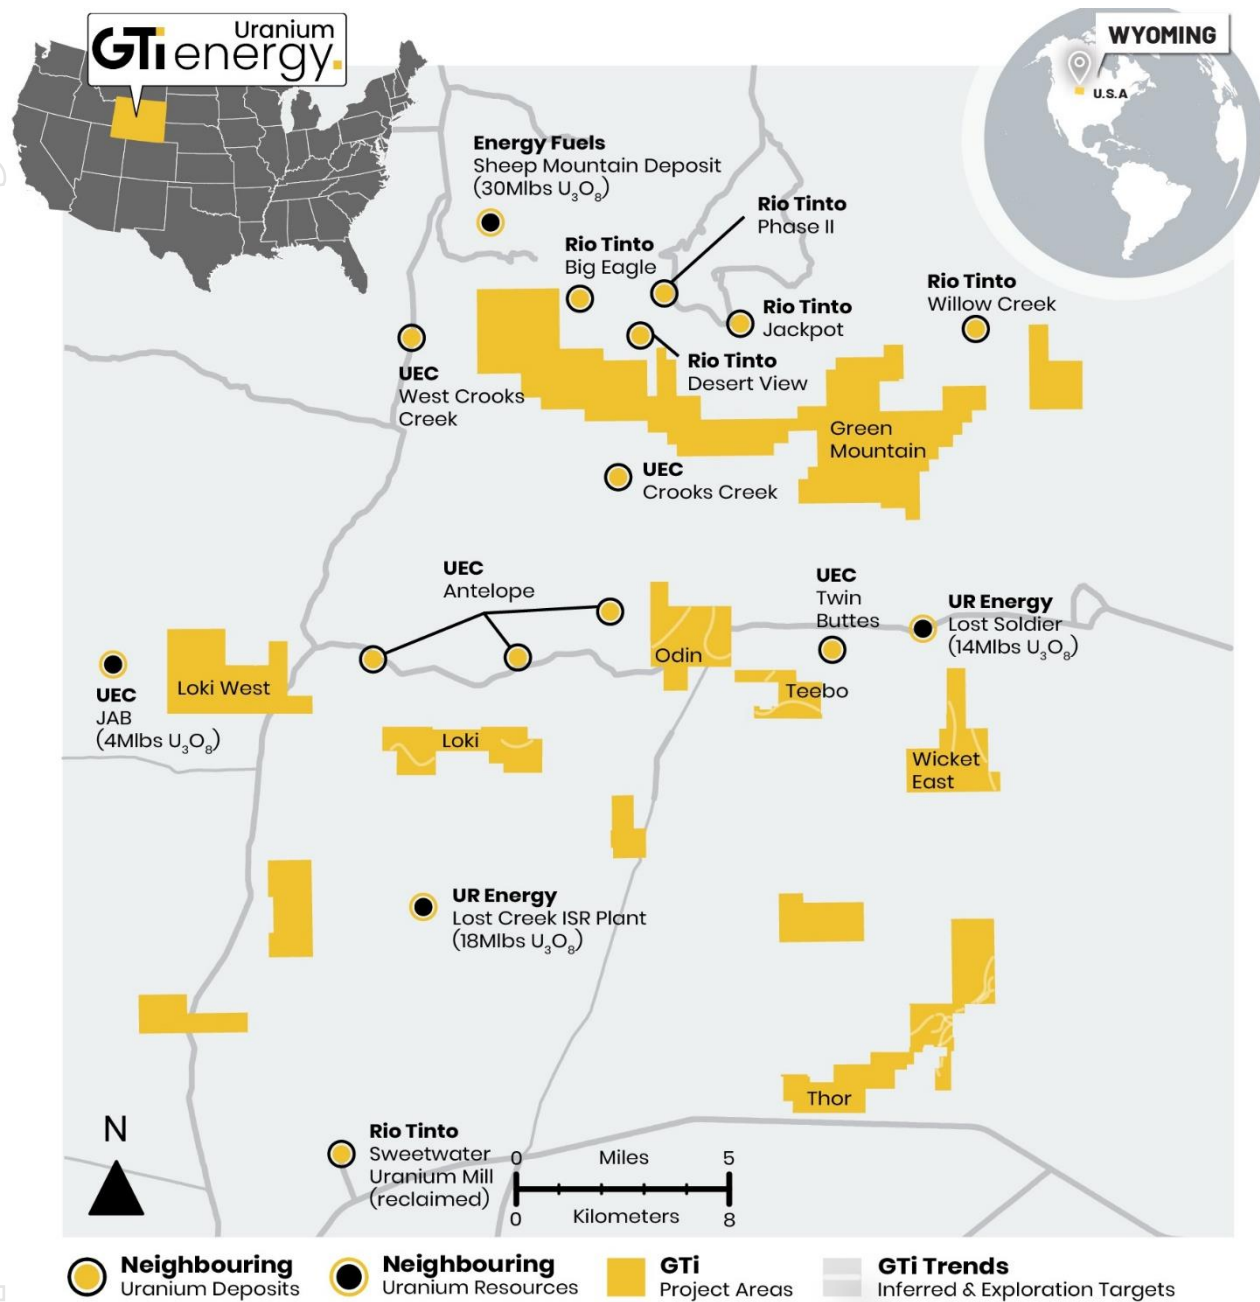 Uranium
GTi energy.
WYOMING
U.S.A
Energy Fuels
Sheep Mountain Deposit
(30Mlbs U₃O₈)
Rio Tinto
Phase II
Rio Tinto
Big Eagle
Rio Tinto
Willow Creek
Rio Tinto
Jackpot
Rio Tinto
Desert View
UEC
West Crooks
Creek
Green
Mountain
UEC
Crooks Creek
UEC
Antelope
UEC
Twin
Buttes
UR Energy
Lost Soldier
(14Mlbs U₃O₈)
Odin
Loki West
Teebo
UEC
JAB
(4Mlbs U₃O₈)
Loki
Wicket
East
UR Energy
Lost Creek ISR Plant
(18Mlbs U₃O₈)
Thor
N
Rio Tinto
Sweetwater
Uranium Mill
(reclaimed)
0 Miles 5
0 Kilometers 8
Neighbouring
Uranium Deposits
Neighbouring
Uranium Resources
GTi
Project Areas
GTi Trends
Inferred & Exploration Targets